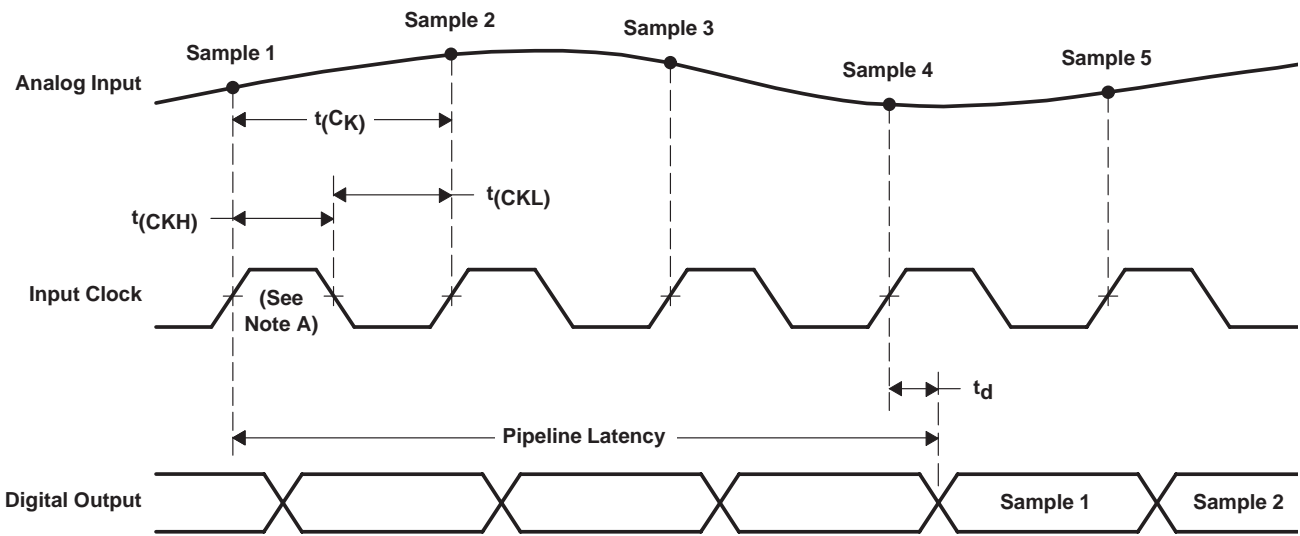 Sample 1
Sample 2
Sample 3
Sample 4
Sample 5
Analog Input
t(CK)
t(CKL)
t(CKH)
Input Clock
(See
Note A)
td
Pipeline Latency
Digital Output
Sample 1
Sample 2